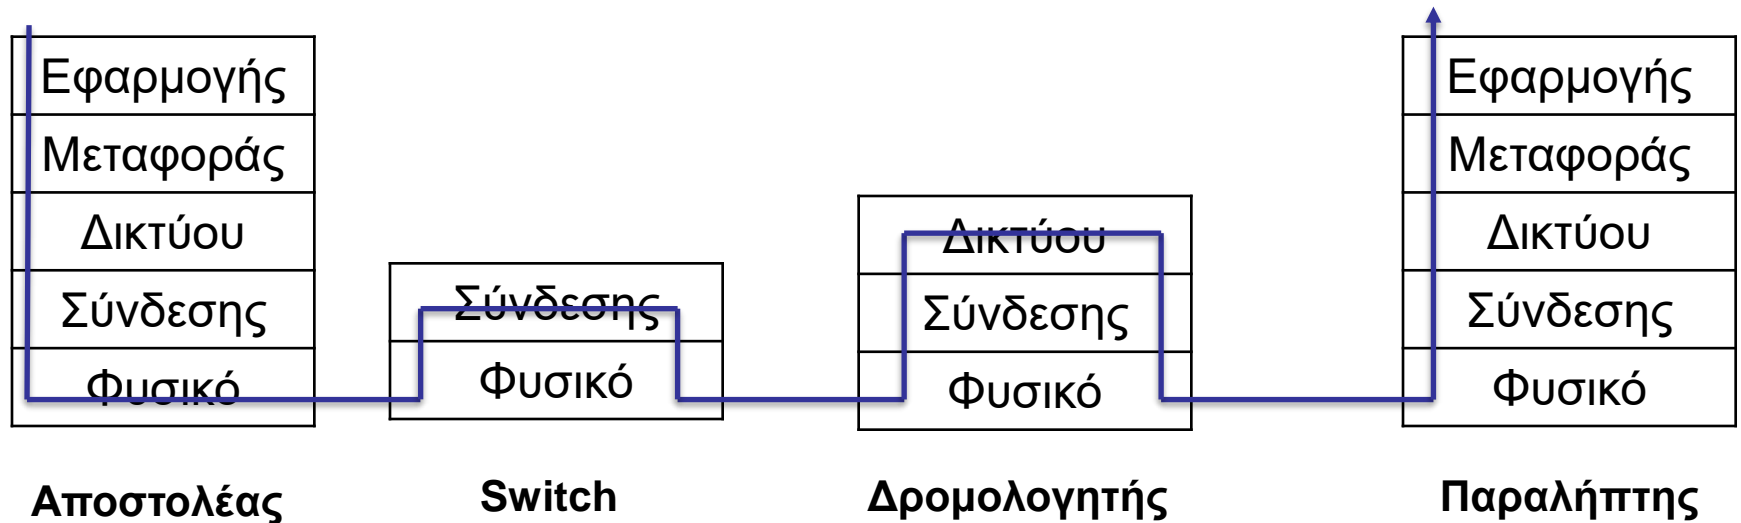 Εφαρμογής
Μεταφοράς
Δικτύου
Σύνδεσης
Φυσικό
Αποστολέας
Σύνδεσης
Φυσικό
Switch
Δικτύου
Σύνδεσης
Φυσικό
Δρομολογητής
Εφαρμογής
Μεταφοράς
Δικτύου
Σύνδεσης
Φυσικό
Παραλήπτης